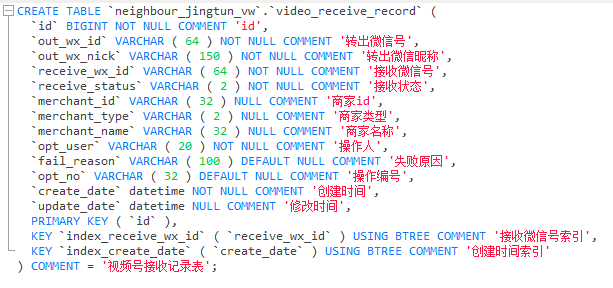 CREATE TABLE `neighbour_jingtun_vw`.`video_receive_record` (
`id` BIGINT NOT NULL COMMENT 'id',
`out_wx_id` VARCHAR ( 64 ) NOT NULL COMMENT '转出微信号',
`out_wx_nick` VARCHAR ( 150 ) NOT NULL COMMENT '转出微信昵称',
`receive_wx_id` VARCHAR ( 64 ) NOT NULL COMMENT '接收微信号',
`receive_status` VARCHAR ( 2 ) NOT NULL COMMENT '接收状态',
`merchant_id` VARCHAR ( 32 ) NULL COMMENT '商家id',
`merchant_type` VARCHAR ( 2 ) NULL COMMENT '商家类型',
`merchant_name` VARCHAR ( 32 ) NULL COMMENT '商家名称',
`opt_user` VARCHAR ( 20 ) NOT NULL COMMENT '操作人',
`fail_reason` VARCHAR ( 100 ) DEFAULT NULL COMMENT '失败原因',
`opt_no` VARCHAR ( 32 ) DEFAULT NULL COMMENT '操作编号',
`create_date` datetime NOT NULL COMMENT '创建时间',
`update_date` datetime NULL COMMENT '修改时间',
PRIMARY KEY ( `id` ),
KEY `index_receive_wx_id` ( `receive_wx_id` ) USING BTREE COMMENT '接收微信号索引',
KEY `index_create_date` ( `create_date` ) USING BTREE COMMENT '创建时间索引'
) COMMENT = '视频号接收记录表';